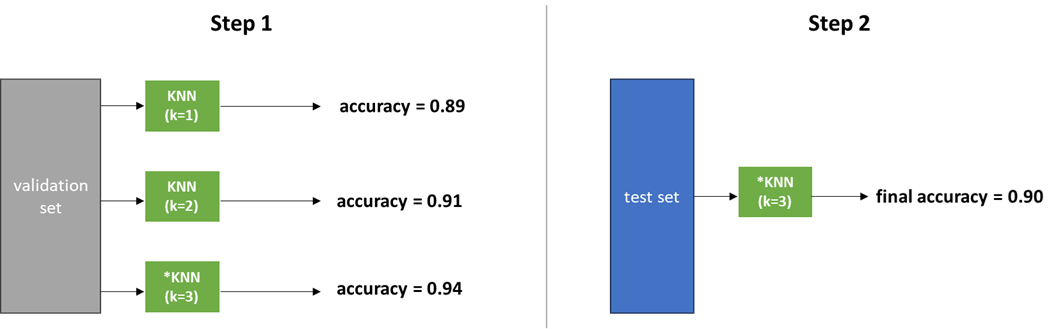 Step 1
validation
set
KNN
(k=1)
accuracy = 0.89
KNN
(k=2)
accuracy = 0.91
*KNN
(k=3)
accuracy = 0.94
Step 2
test set
*KNN
(k=3)
final accuracy = 0.90